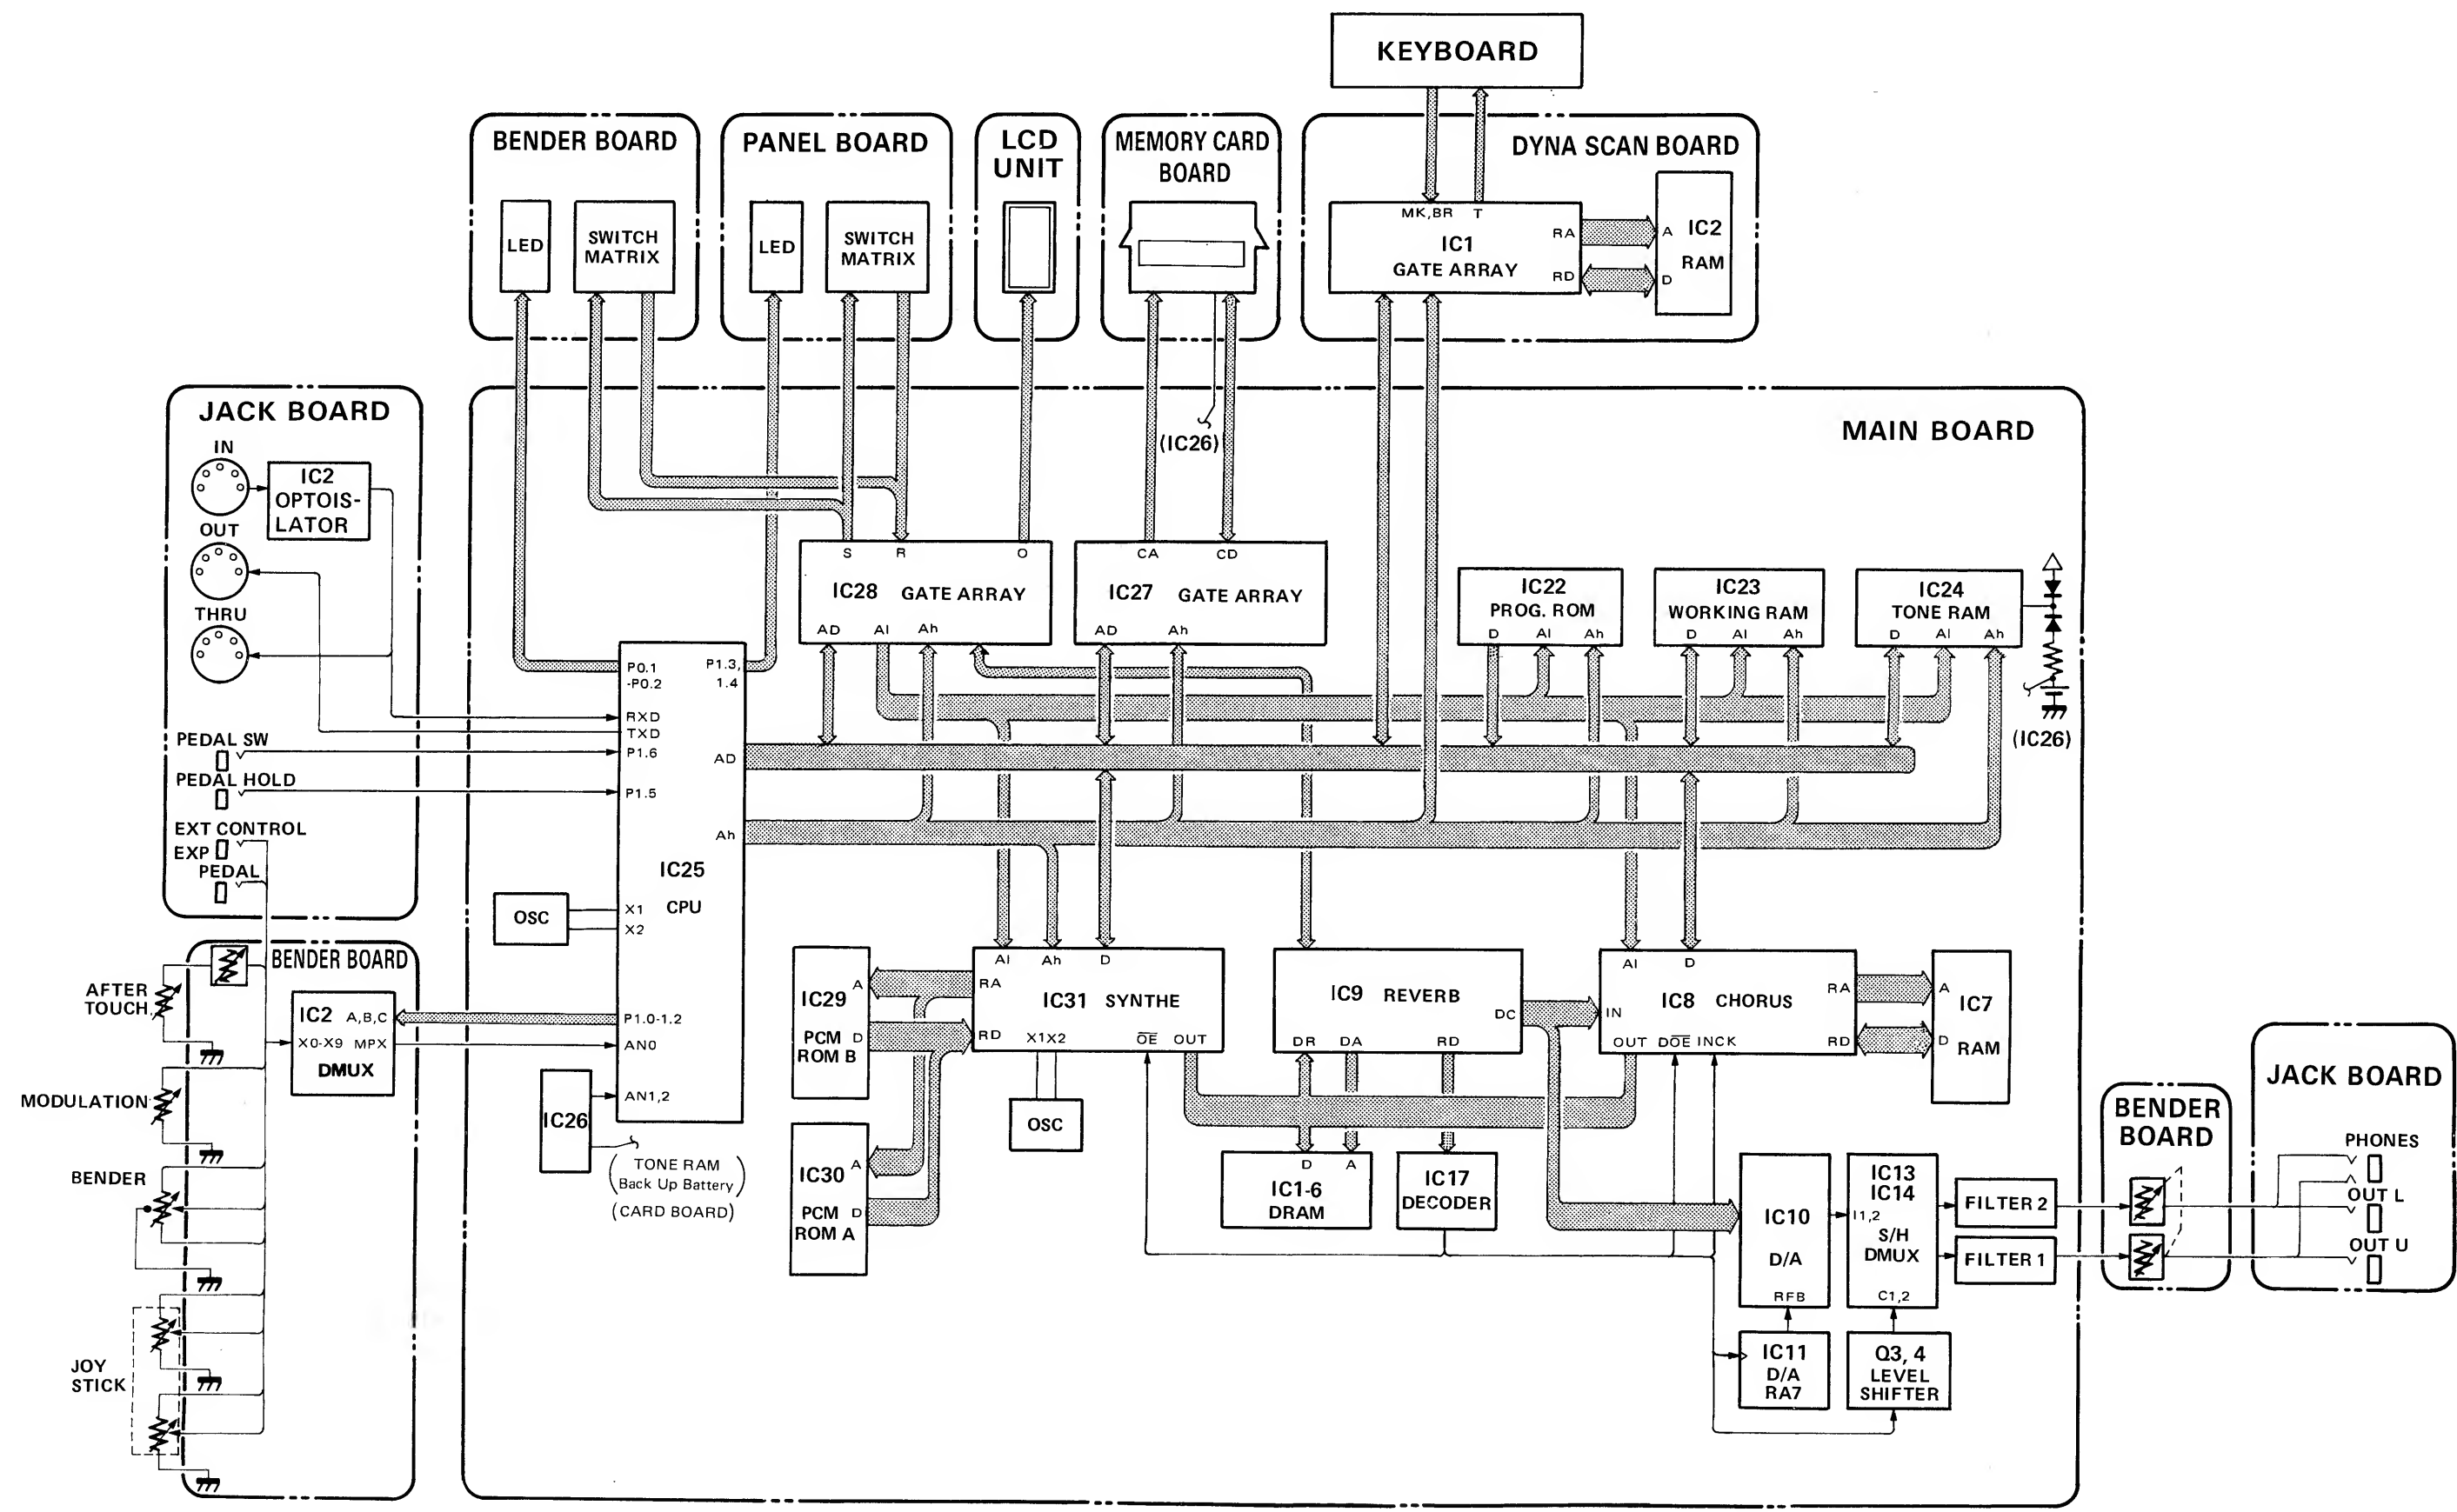 KEYBOARD
BENDER BOARD
LED
SWITCH
MATRIX
PANEL BOARD
LED
SWITCH
MATRIX
LCD
UNIT
MEMORY CARD
BOARD
(IC26)
DYNA SCAN BOARD
MK,BR T
IC1
GATE ARRAY
RA
RD
A
D
IC2
RAM
JACK BOARD
IN
IC2
OPTOIS-
LATOR
OUT
THRU
PEDAL SW
PEDAL HOLD
EXT CONTROL
EXP
PEDAL
MAIN BOARD
S R O
IC28 GATE ARRAY
AD Al Ah
CA CD
IC27 GATE ARRAY
AD Ah
IC22
PROG. ROM
D Al Ah
IC23
WORKING RAM
D Al Ah
IC24
TONE RAM
D Al Ah
(IC26)
P0.1
-P0.2
P1.3,
1.4
RXD
TXD
P1.6
AD
P1.5
Ah
IC25
CPU
X1
X2
OSC
P1.0-1.2
AN0
AN1,2
IC26
(TONE RAM
Back Up Battery)
(CARD BOARD)
BENDER BOARD
AFTER
TOUCH
IC2 A,B,C
X0-X9 MPX
DMUX
MODULATION
BENDER
JOY
STICK
IC29
PCM
ROM B
A
D
IC30
PCM
ROM A
A
D
Al Ah D
RA
IC31 SYNTHE
RD X1X2 OE OUT
OSC
IC9 REVERB
DC
DR DA RD
D A
IC1-6
DRAM
IC17
DECODER
Al D
IC8 CHORUS
RA
IN
OUT DOE INCK RD
A
D
IC7
RAM
IC10
D/A
RFB
I1,2
IC13
IC14
S/H
DMUX
C1,2
FILTER 2
FILTER 1
IC11
D/A
RA7
Q3, 4
LEVEL
SHIFTER
BENDER
BOARD
JACK BOARD
PHONES
OUT L
OUT U